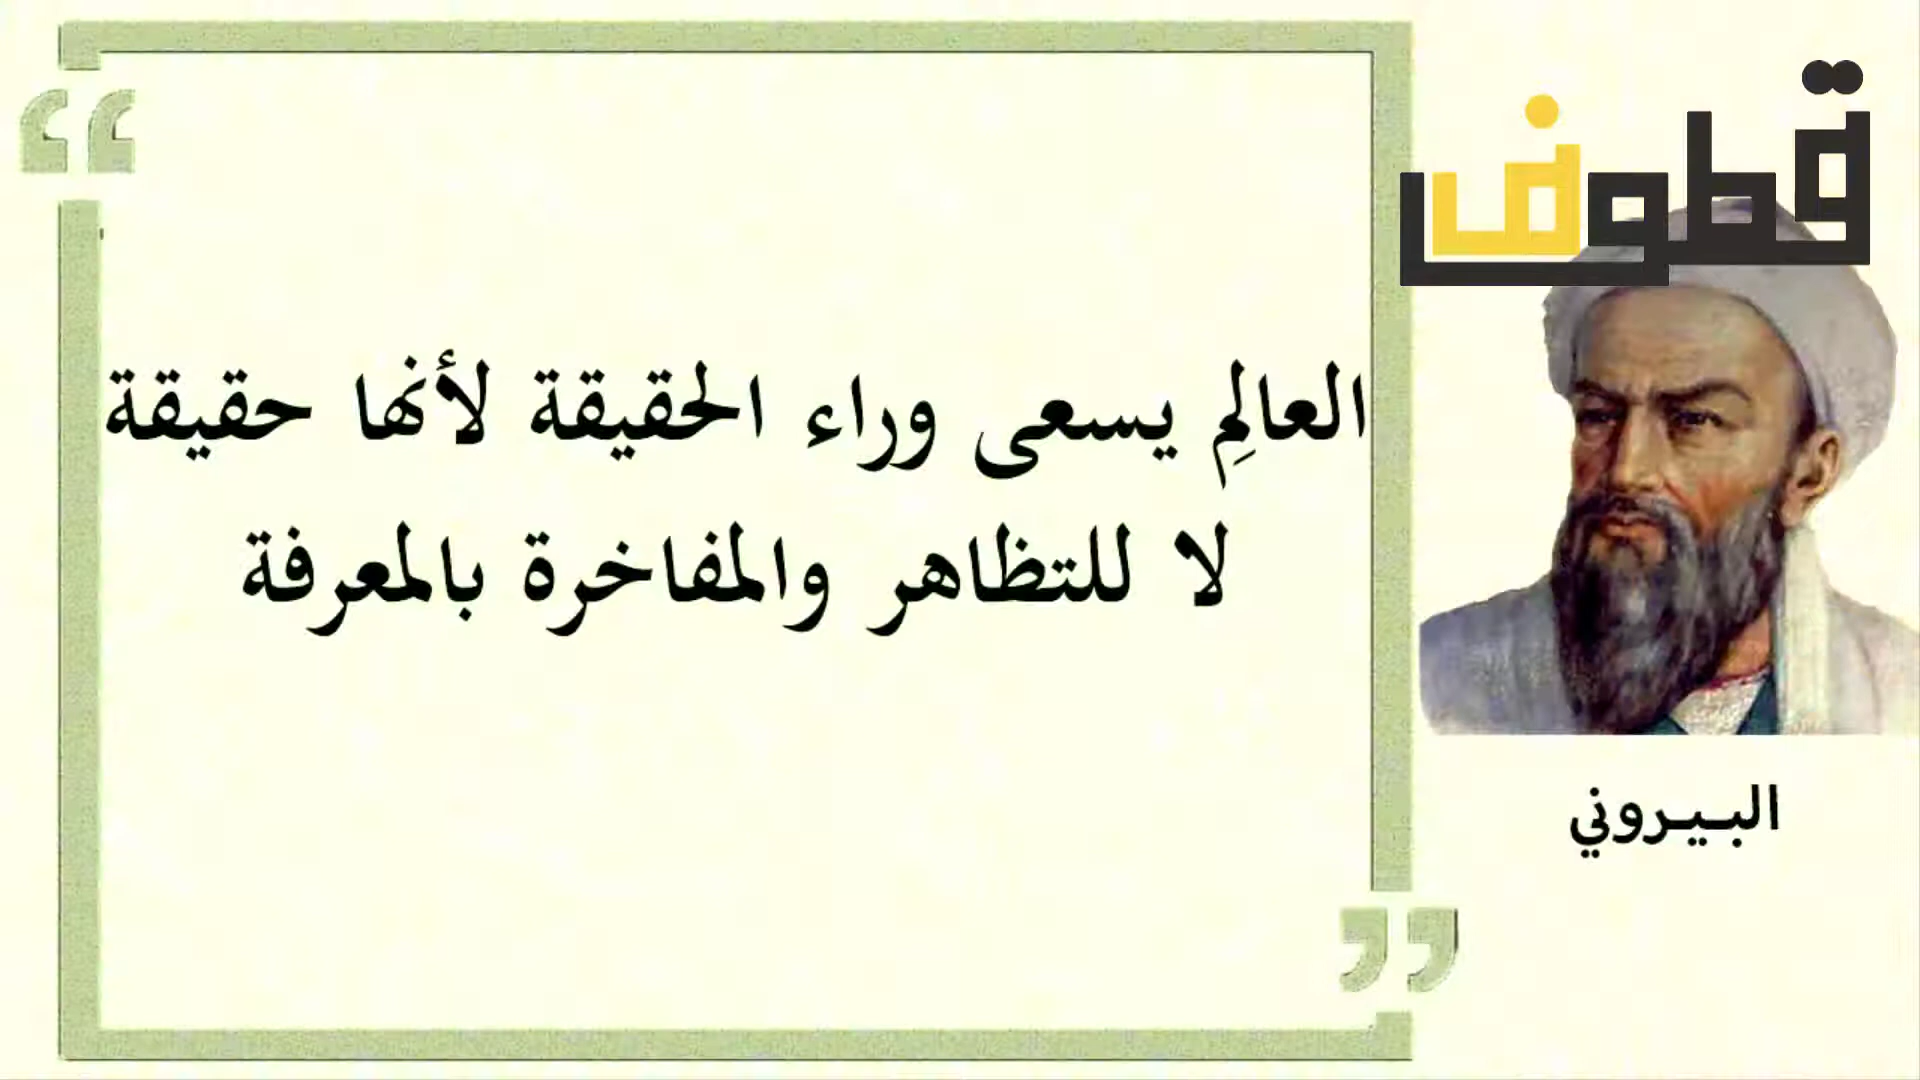 قطوف
العالِم يسعى وراء الحقيقة لأنها حقيقة
لا للتظاهر والمفاخرة بالمعرفة
البيروني